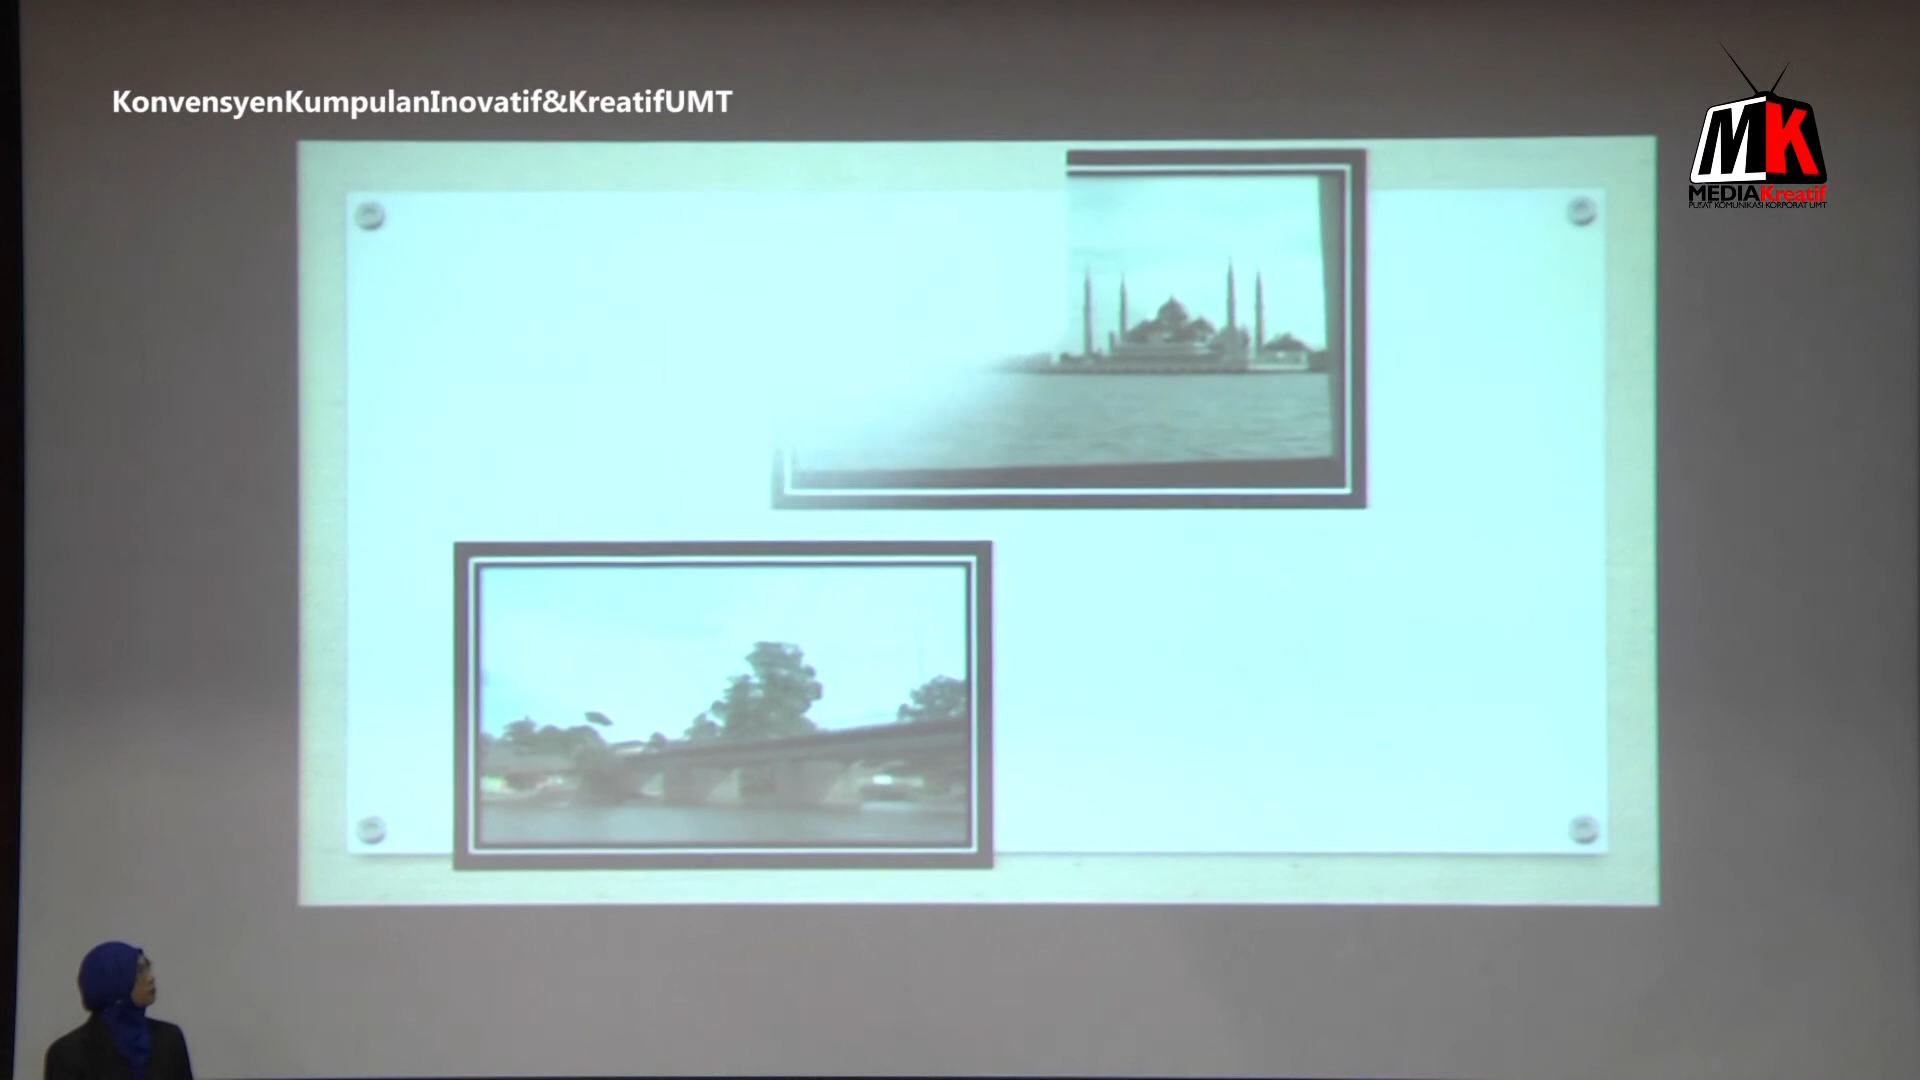 KonvensyenKumpulanInovatif&KreatifUMT
MK
MEDIAKreatif
PUSAT KOMUNIKASI KORPORAT UMT